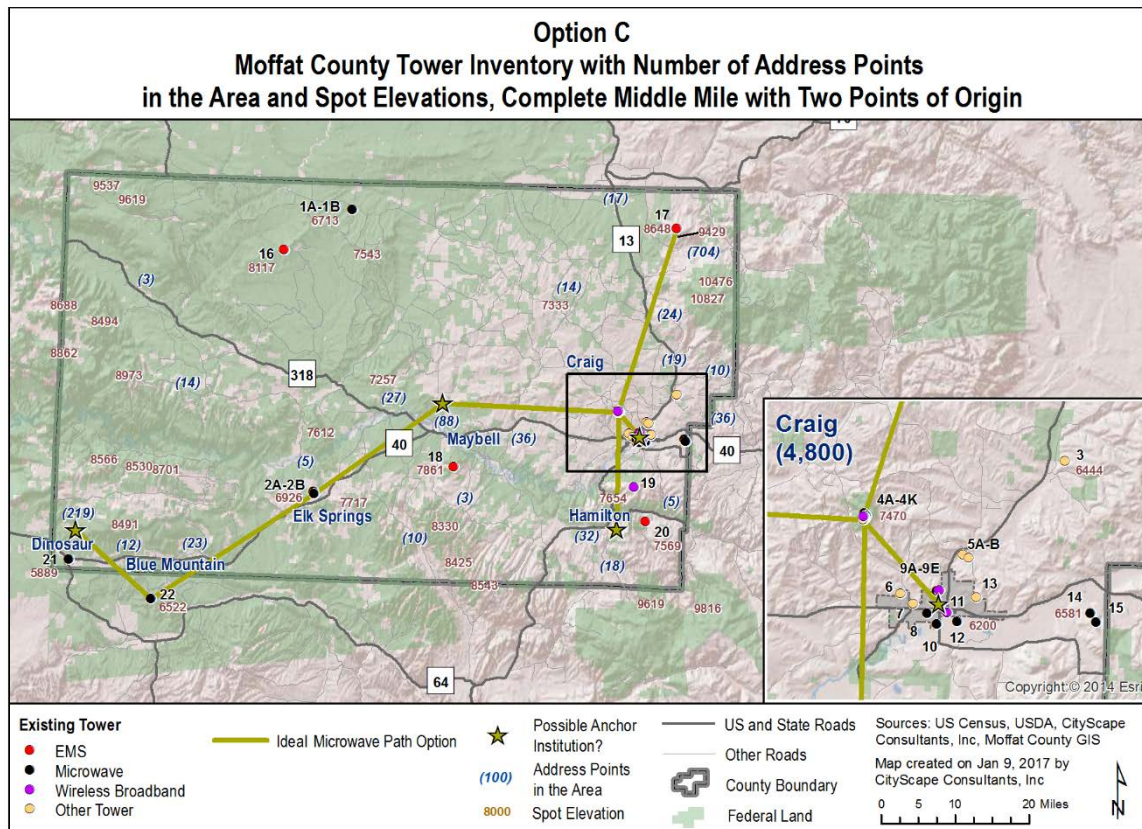 Option C
Moffat County Tower Inventory with Number of Address Points
in the Area and Spot Elevations, Complete Middle Mile with Two Points of Origin
9537
9619
1A-1B
6713
(17)
17
8648
9429
13
16
8117
7543
(704)
(3)
(14)
7333
10476
10827
8688
8494
(24)
8862
8973
(14)
318
7257
(27)
Craig
(19)
(10)
(88)
Maybell
(36)
(36)
40
40
7612
8566
8530
8701
(5)
18
7861
2A-2B
6926
7717
Elk Springs
(3)
7654
19
(5)
(219)
8491
8330
Hamilton
20
7569
Dinosaur
(12)
(23)
(10)
(32)
21
5889
Blue Mountain
8425
(18)
8543
22
6522
9619
9816
64
Craig
(4,800)
3
6444
4A-4K
7470
5A-B
9A-9E
6
13
7
11
14
6581
15
8
6200
10
12
Copyright:© 2014 Esri
Existing Tower
EMS
Microwave
Wireless Broadband
Other Tower
Ideal Microwave Path Option
Possible Anchor
Institution?
(100)
Address Points
in the Area
8000
Spot Elevation
US and State Roads
Other Roads
County Boundary
Federal Land
Sources: US Census, USDA, CityScape
Consultants, Inc, Moffat County GIS
Map created on Jan 9, 2017 by
CityScape Consultants, Inc
0 5 10 20 Miles
N